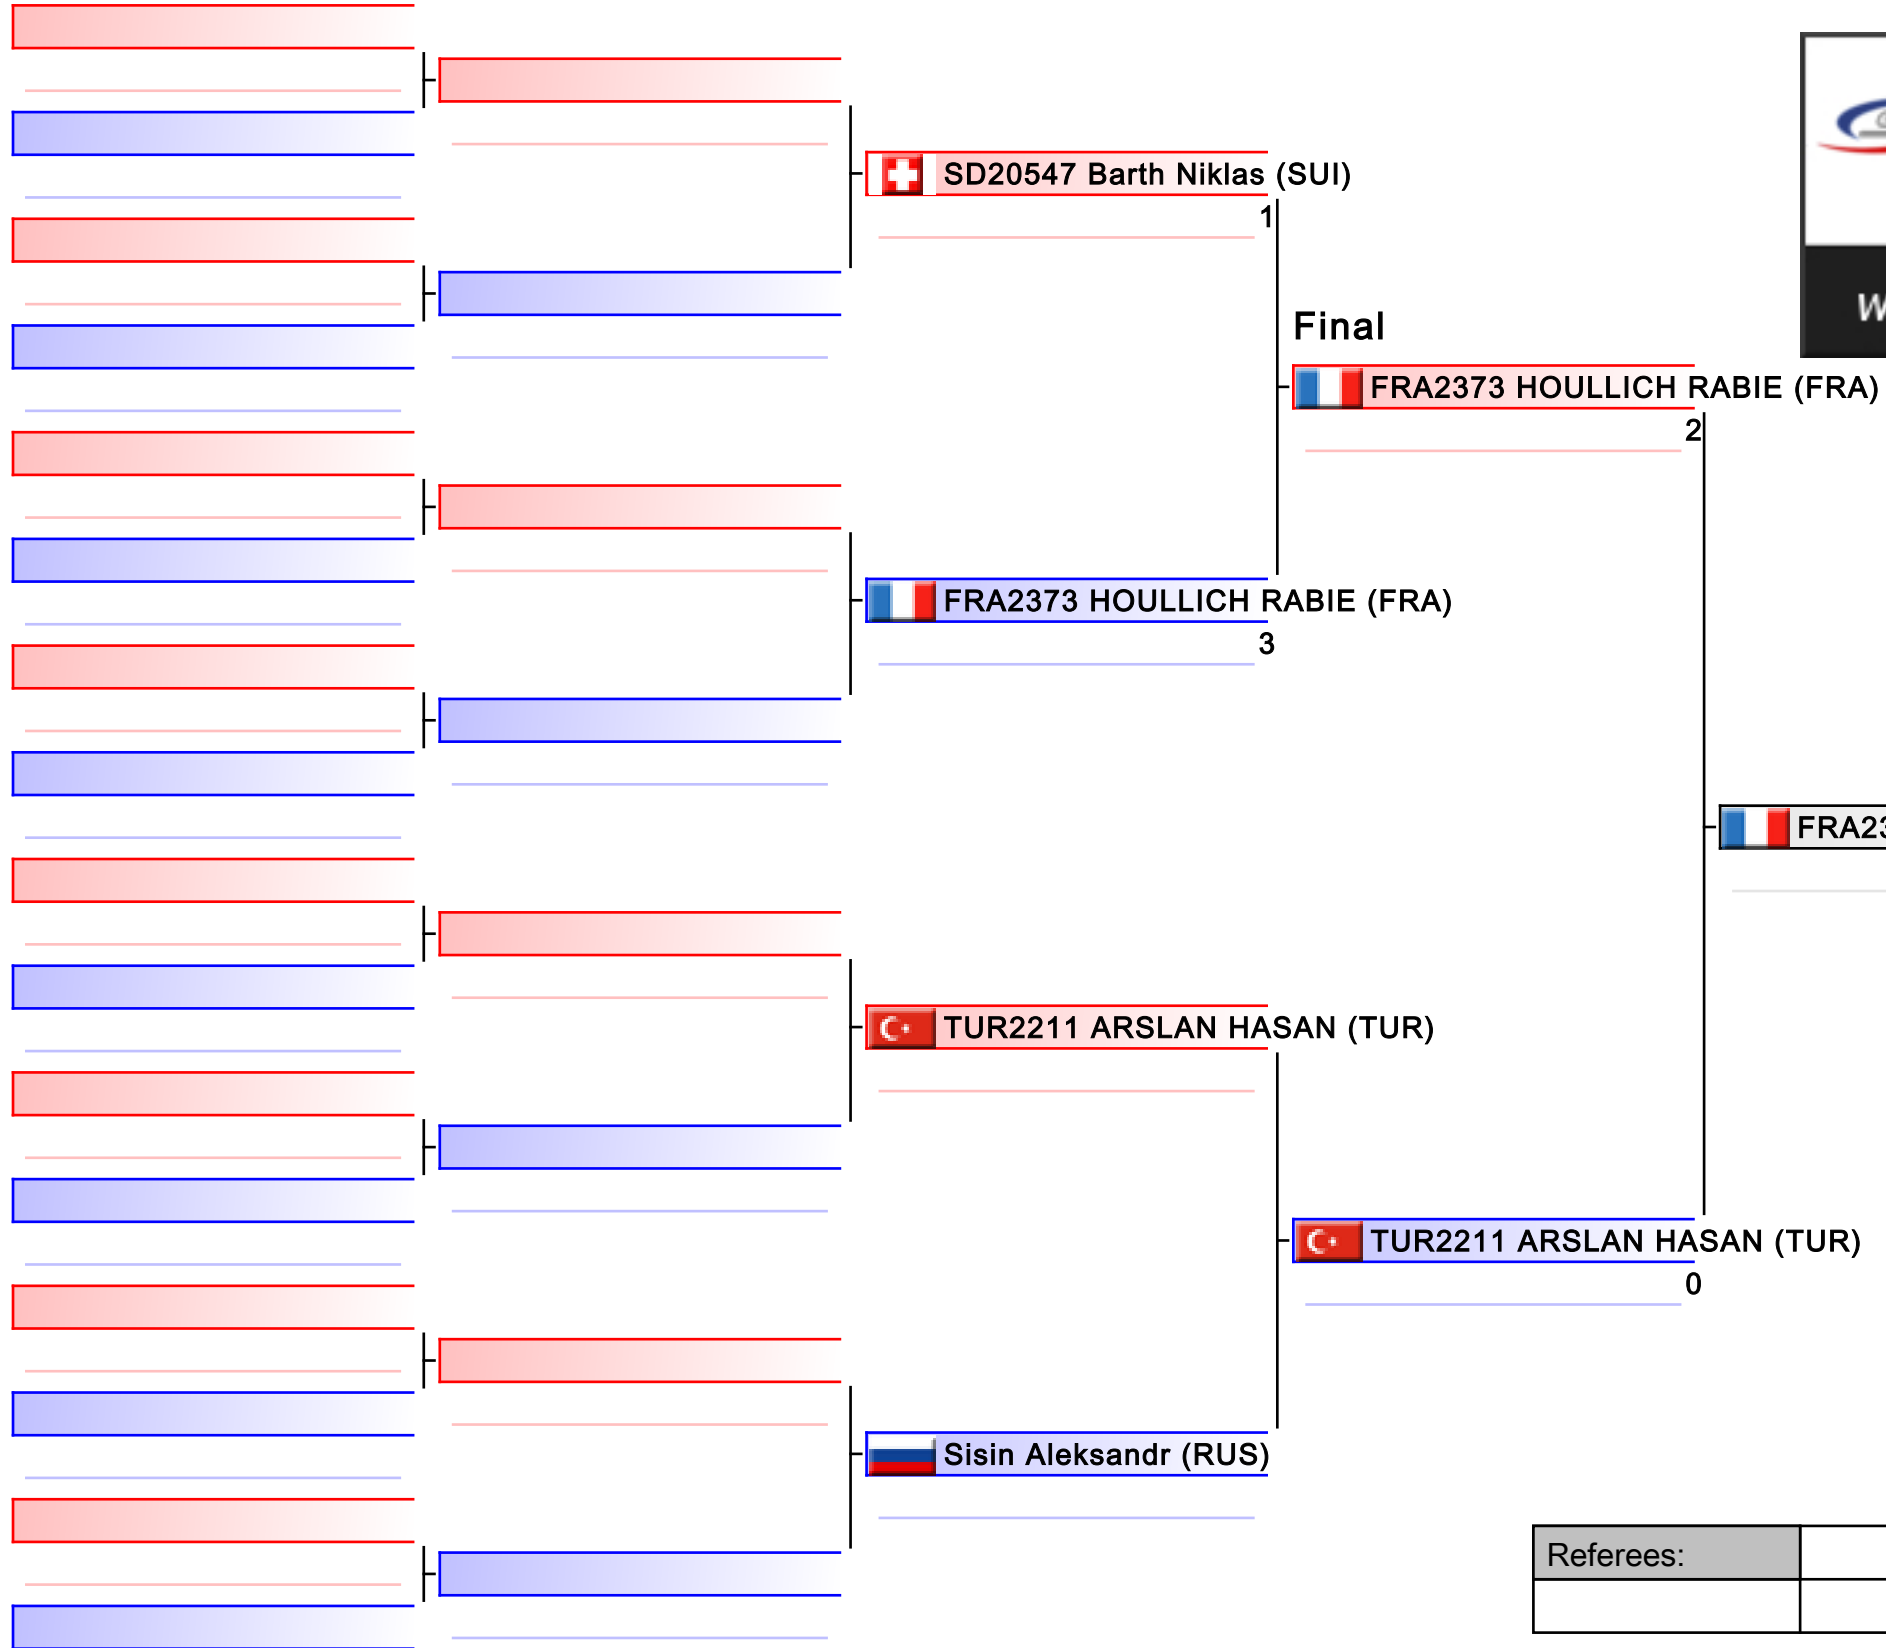 SD20547 Barth Niklas (SUI)
1
Final
FRA2373 HOULLICH RABIE (FRA)
2
FRA2373 HOULLICH RABIE (FRA)
3
TUR2211 ARSLAN HASAN (TUR)
TUR2211 ARSLAN HASAN (TUR)
0
Sisin Aleksandr (RUS)
Referees: